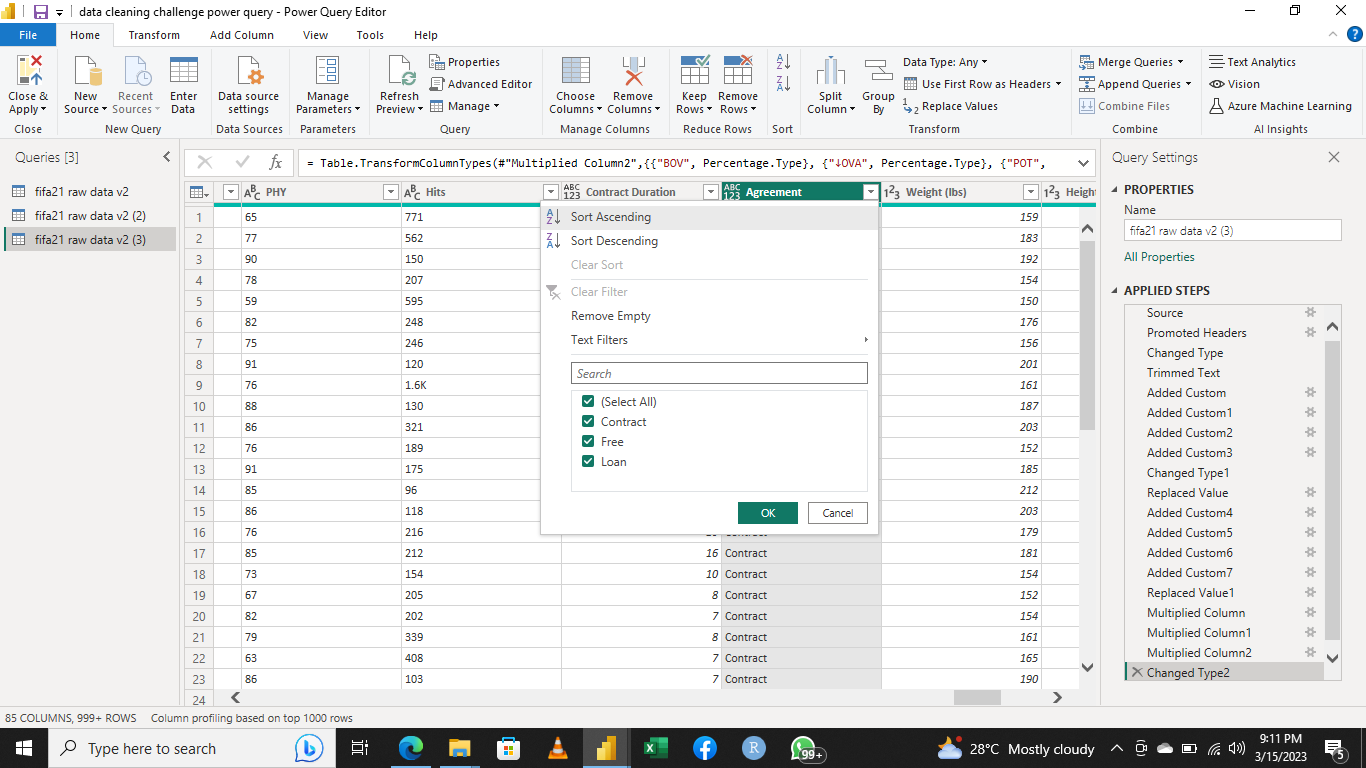 data cleaning challenge power query - Power Query Editor
File Home Transform Add Column View Tools Help
Close & Apply
New Source
Recent Sources
Enter Data
Data source settings
Manage Parameters
Refresh Preview
Properties
Advanced Editor
Manage
Choose Columns
Remove Columns
Keep Rows
Remove Rows
Split Column
Group By
Data Type: Any
Use First Row as Headers
Replace Values
Merge Queries
Append Queries
Combine Files
Text Analytics
Vision
Azure Machine Learning
Close New Query Data Sources Parameters Query Manage Columns Reduce Rows Sort Transform Combine AI Insights
Queries [3]
fifa21 raw data v2
fifa21 raw data v2 (2)
fifa21 raw data v2 (3)
fx = Table.TransformColumnTypes(#"Multiplied Column2",{{"BOV", Percentage.Type}, {"↓OVA", Percentage.Type}, {"POT",
ABC PHY ABC Hits ABC 123 Contract Duration ABC 123 Agreement 123 Weight (lbs) 123 Height
1 65 771 159
2 77 562 183
3 90 150 192
4 78 207 154
5 59 595 150
6 82 248 176
7 75 246 156
8 91 120 201
9 76 1.6K 161
10 88 130 187
11 86 321 203
12 76 189 152
13 91 175 185
14 85 96 212
15 86 118 203
16 76 216 179
17 85 212 16 Contract 181
18 73 154 10 Contract 154
19 67 205 8 Contract 152
20 82 202 7 Contract 154
21 79 339 8 Contract 161
22 63 408 7 Contract 165
23 86 103 7 Contract 190
24
Sort Ascending
Sort Descending
Clear Sort
Clear Filter
Remove Empty
Text Filters
Search
(Select All)
Contract
Free
Loan
OK Cancel
Query Settings
PROPERTIES
Name
fifa21 raw data v2 (3)
All Properties
APPLIED STEPS
Source
Promoted Headers
Changed Type
Trimmed Text
Added Custom
Added Custom1
Added Custom2
Added Custom3
Changed Type1
Replaced Value
Added Custom4
Added Custom5
Added Custom6
Added Custom7
Replaced Value1
Multiplied Column
Multiplied Column1
Multiplied Column2
Changed Type2
85 COLUMNS, 999+ ROWS Column profiling based on top 1000 rows
Type here to search
99+
28°C Mostly cloudy
9:11 PM
3/15/2023
5